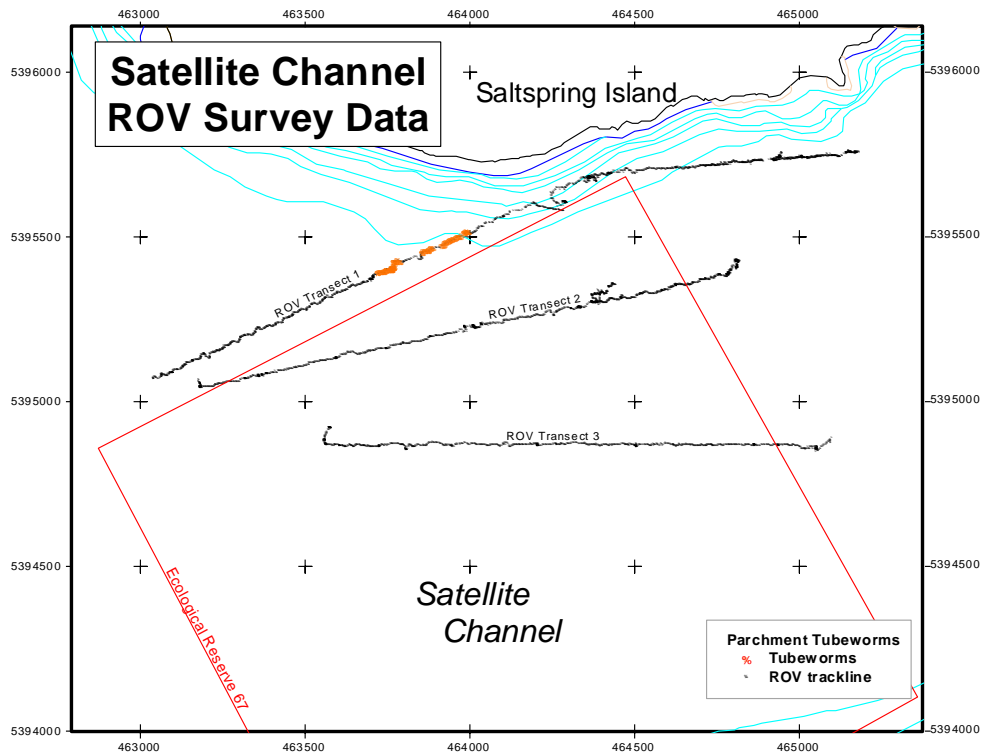 463000 463500 464000 464500 465000
Satellite Channel
ROV Survey Data
Saltspring Island
5396000 5396000
5395500 5395500
ROV Transect 1
ROV Transect 2
5395000 5395000
ROV Transect 3
5394500 5394500
Ecological Reserve 67
Satellite
Channel
Parchment Tubeworms
% Tubeworms
ROV trackline
5394000 5394000
463000 463500 464000 464500 465000